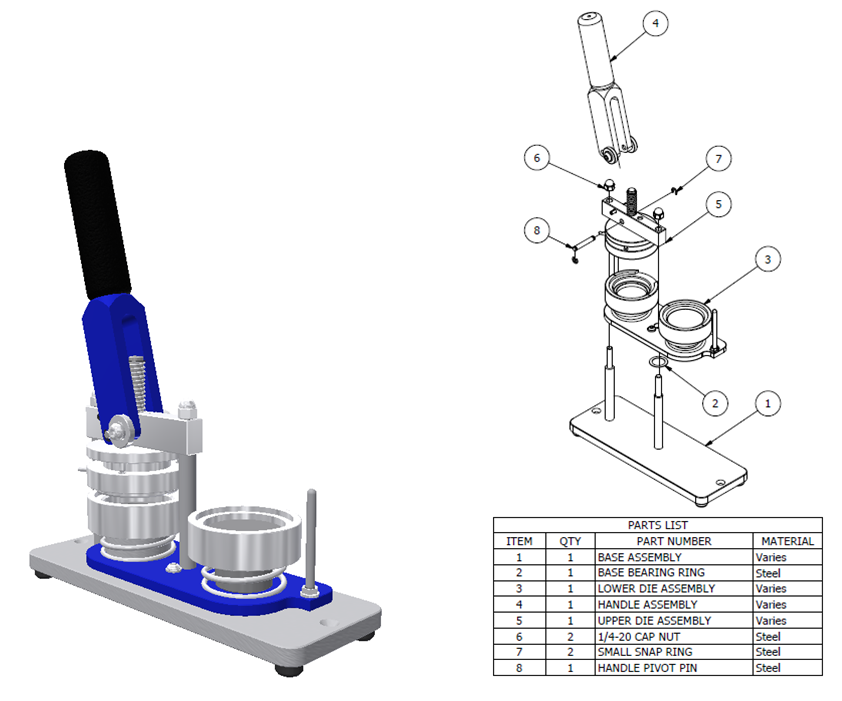 4
6
7
5
8
3
2
1
PARTS LIST
ITEM QTY PART NUMBER MATERIAL
1 1 BASE ASSEMBLY Varies
2 1 BASE BEARING RING Steel
3 1 LOWER DIE ASSEMBLY Varies
4 1 HANDLE ASSEMBLY Varies
5 1 UPPER DIE ASSEMBLY Varies
6 2 1/4-20 CAP NUT Steel
7 2 SMALL SNAP RING Steel
8 1 HANDLE PIVOT PIN Steel